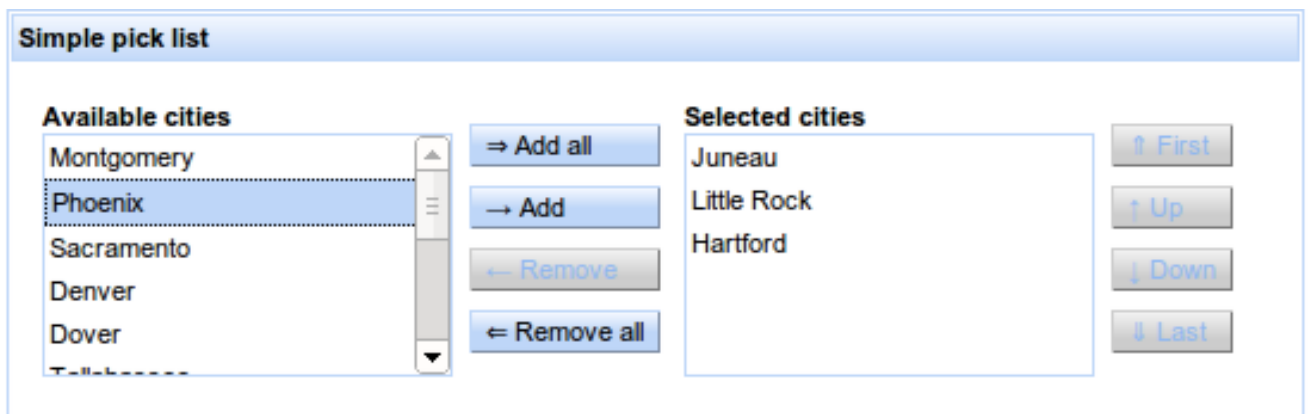 Simple pick list
Available cities
Montgomery
Phoenix
Sacramento
Denver
Dover
⇒ Add all
→ Add
← Remove
⇐ Remove all
Selected cities
Juneau
Little Rock
Hartford
⇑ First
↑ Up
↓ Down
⇓ Last